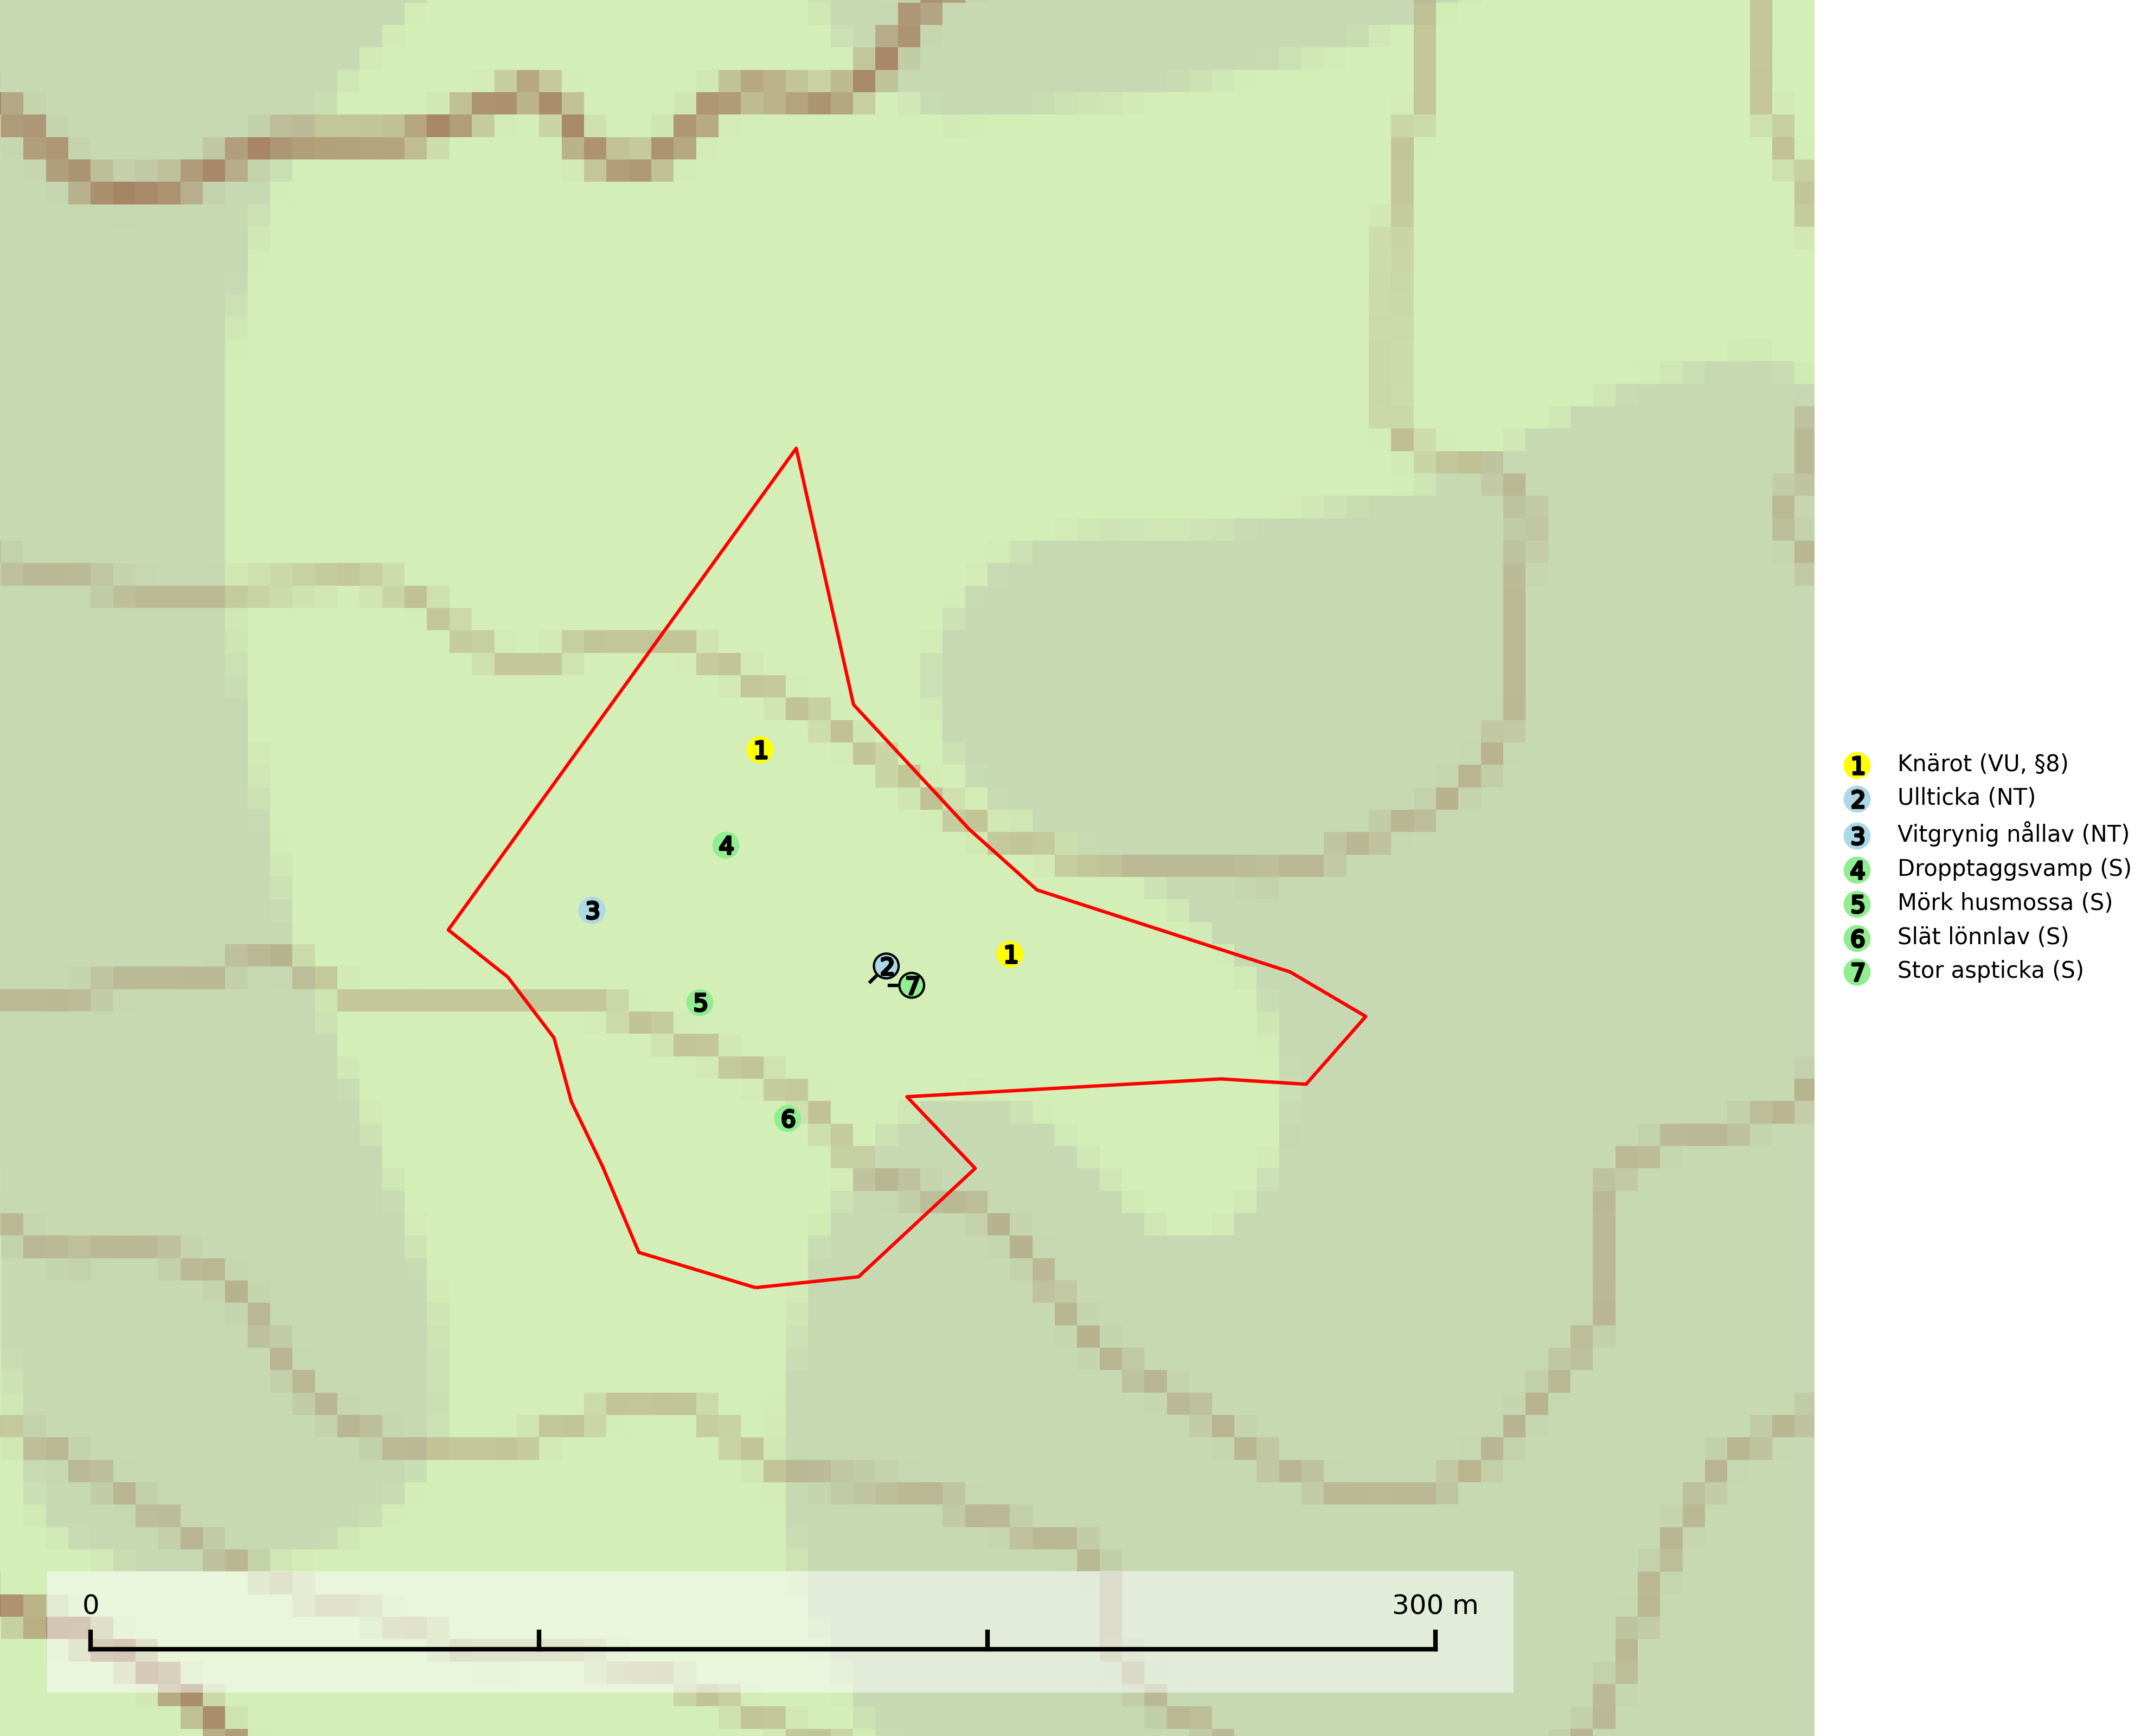 1
4
3
1
2
7
5
6
1 Knärot (VU, §8)
2 Ullticka (NT)
3 Vitgrynig nållav (NT)
4 Dropptaggsvamp (S)
5 Mörk husmossa (S)
6 Slät lönnlav (S)
7 Stor aspticka (S)
0 300 m